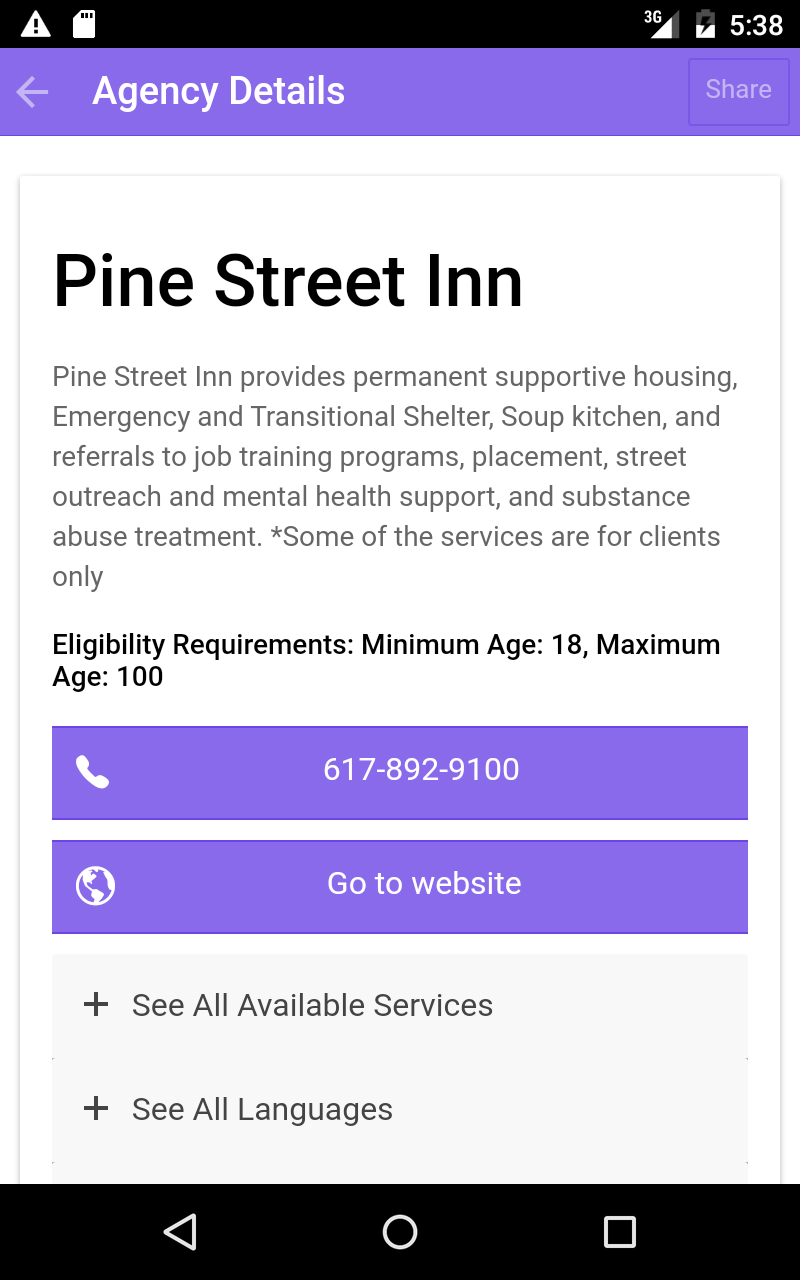 3G 5:38
Agency Details
Share
Pine Street Inn
Pine Street Inn provides permanent supportive housing,
Emergency and Transitional Shelter, Soup kitchen, and
referrals to job training programs, placement, street
outreach and mental health support, and substance
abuse treatment. *Some of the services are for clients
only
Eligibility Requirements: Minimum Age: 18, Maximum
Age: 100
617-892-9100
Go to website
See All Available Services
See All Languages